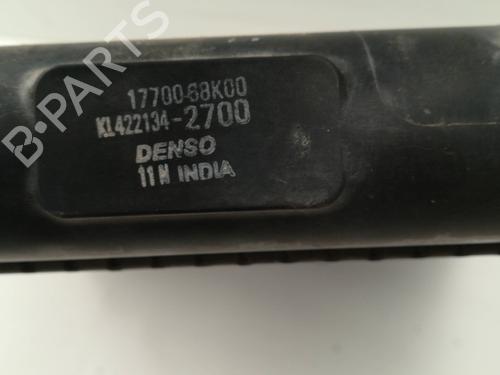 17700-68K00
KL422134-2700
DENSO
11M INDIA
B-PARTS